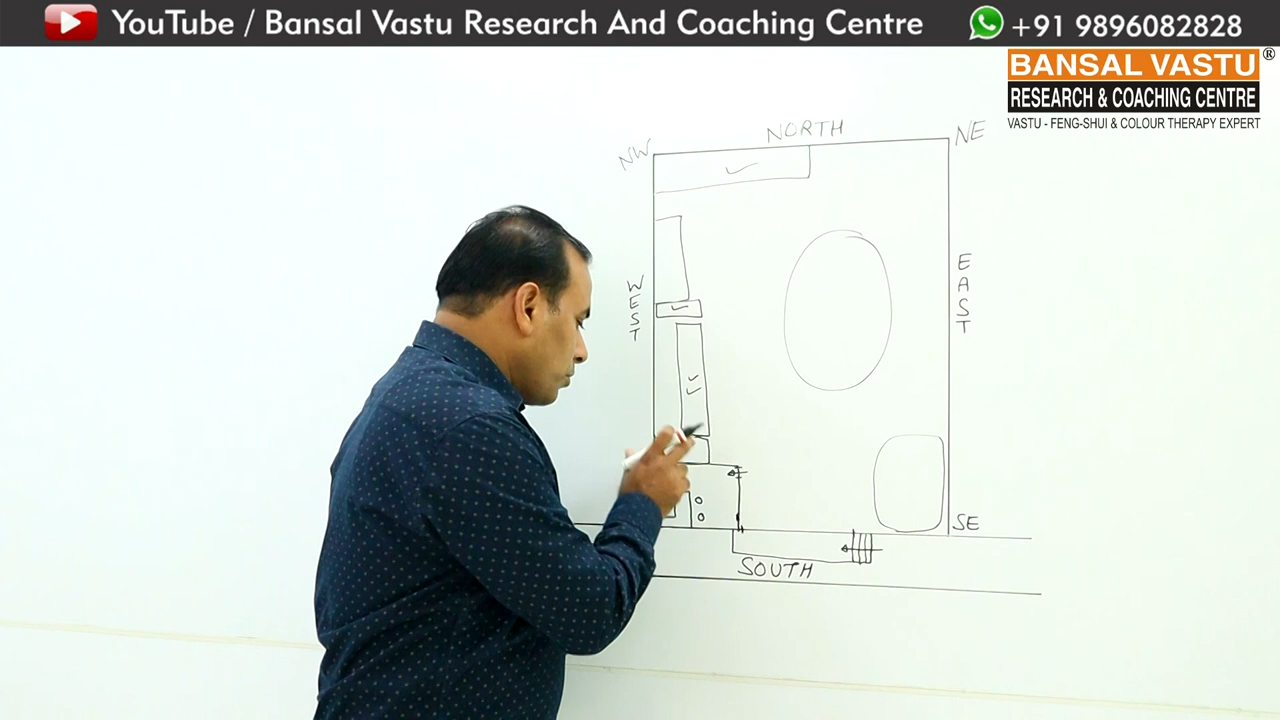 YouTube / Bansal Vastu Research And Coaching Centre
+91 9896082828
BANSAL VASTU®
RESEARCH & COACHING CENTRE
VASTU - FENG-SHUI & COLOUR THERAPY EXPERT
NORTH
NW
NE
WEST
EAST
SE
SOUTH